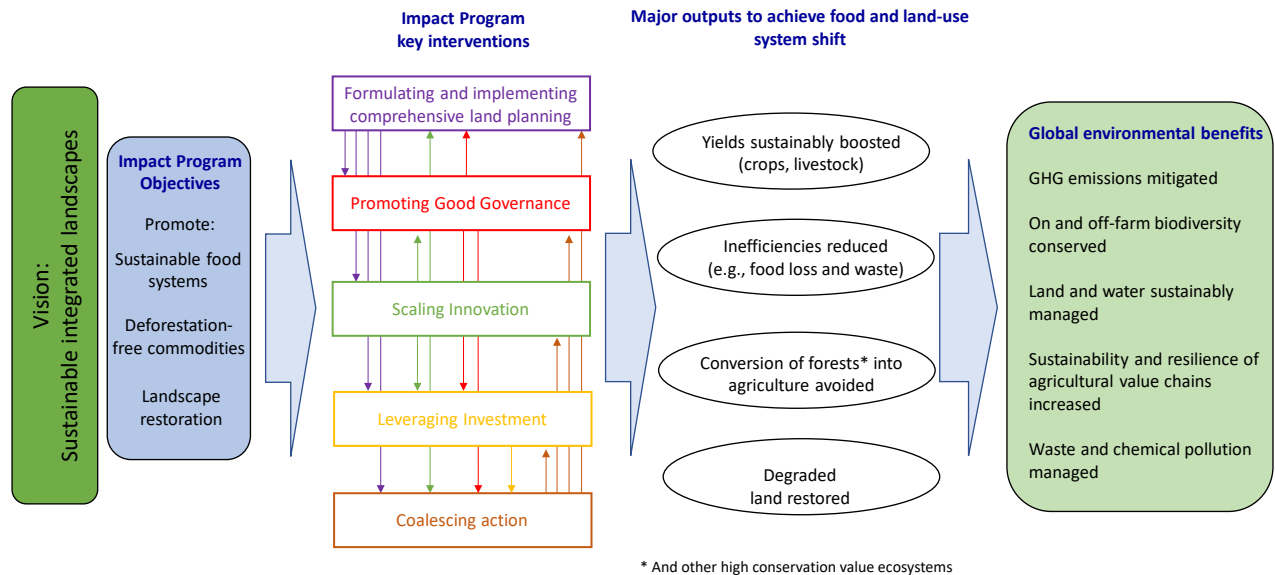 Vision:
Sustainable integrated landscapes
Impact Program
Objectives
Promote:
Sustainable food
systems
Deforestation-
free commodities
Landscape
restoration
Impact Program
key interventions
Formulating and implementing
comprehensive land planning
Promoting Good Governance
Scaling Innovation
Leveraging Investment
Coalescing action
Major outputs to achieve food and land-use
system shift
Yields sustainably boosted
(crops, livestock)
Inefficiencies reduced
(e.g., food loss and waste)
Conversion of forests* into
agriculture avoided
Degraded
land restored
* And other high conservation value ecosystems
Global environmental benefits
GHG emissions mitigated
On and off-farm biodiversity
conserved
Land and water sustainably
managed
Sustainability and resilience of
agricultural value chains
increased
Waste and chemical pollution
managed